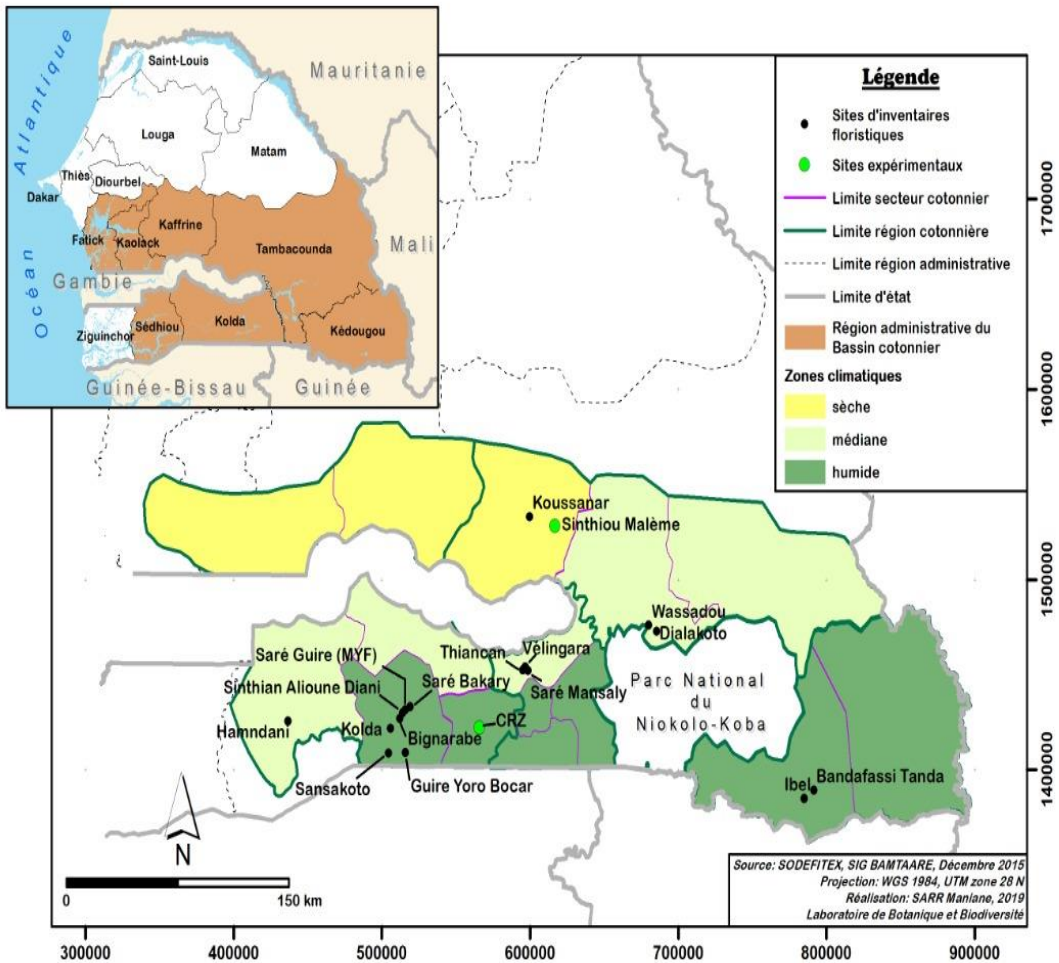 Océan Atlantique
Saint-Louis
Mauritanie
Louga
Matam
Thiès
Diourbel
Dakar
Kaffrine
Fatick
Kaolack
Tambacounda
Mali
Gambie
Ziguinchor
Sédhiou
Kolda
Kédougou
Guinée-Bissau
Guinée
Légende
Sites d'inventaires
floristiques
Sites expérimentaux
Limite secteur cotonnier
Limite région cotonnière
Limite région administrative
Limite d'état
Région administrative du
Bassin cotonnier
Zones climatiques
sèche
médiane
humide
1700000
1600000
1500000
1400000
Koussanar
Sinthiou Malème
Wassadou
Dialakoto
Thiancan
Vélingara
Saré Guire (MYF)
Saré Bakary
Saré Mansaly
Sinthian Alioune Diani
Parc National
du
Niokolo-Koba
Hamndani
Kolda
CRZ
Bignarabe
Sansakoto
Guire Yoro Bocar
Ibel
Bandafassi Tanda
N
0
150 km
Source: SODEFITEX, SIG BAMTAARE, Décembre 2015
Projection: WGS 1984, UTM zone 28 N
Réalisation: SARR Maniane, 2019
Laboratoire de Botanique et Biodiversité
300000
400000
500000
600000
700000
800000
900000